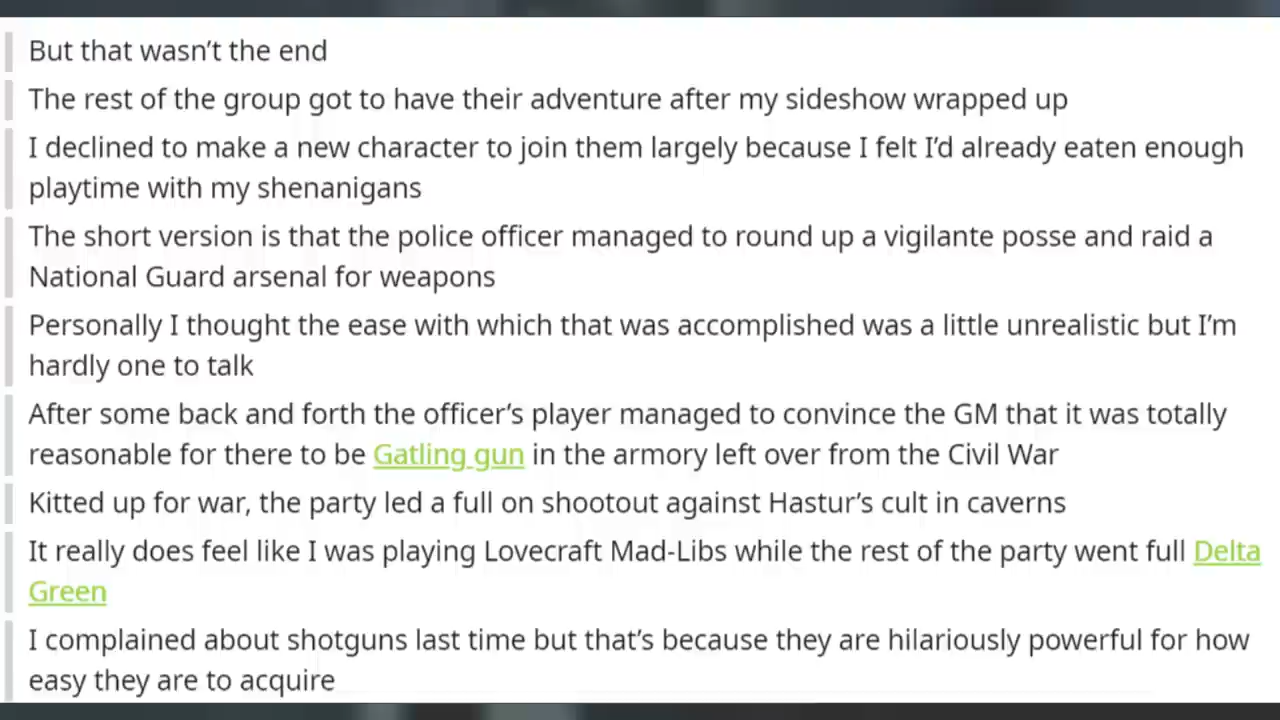 But that wasn’t the end
The rest of the group got to have their adventure after my sideshow wrapped up
I declined to make a new character to join them largely because I felt I’d already eaten enough
playtime with my shenanigans
The short version is that the police officer managed to round up a vigilante posse and raid a
National Guard arsenal for weapons
Personally I thought the ease with which that was accomplished was a little unrealistic but I’m
hardly one to talk
After some back and forth the officer’s player managed to convince the GM that it was totally
reasonable for there to be Gatling gun in the armory left over from the Civil War
Kitted up for war, the party led a full on shootout against Hastur’s cult in caverns
It really does feel like I was playing Lovecraft Mad-Libs while the rest of the party went full Delta
Green
I complained about shotguns last time but that’s because they are hilariously powerful for how
easy they are to acquire